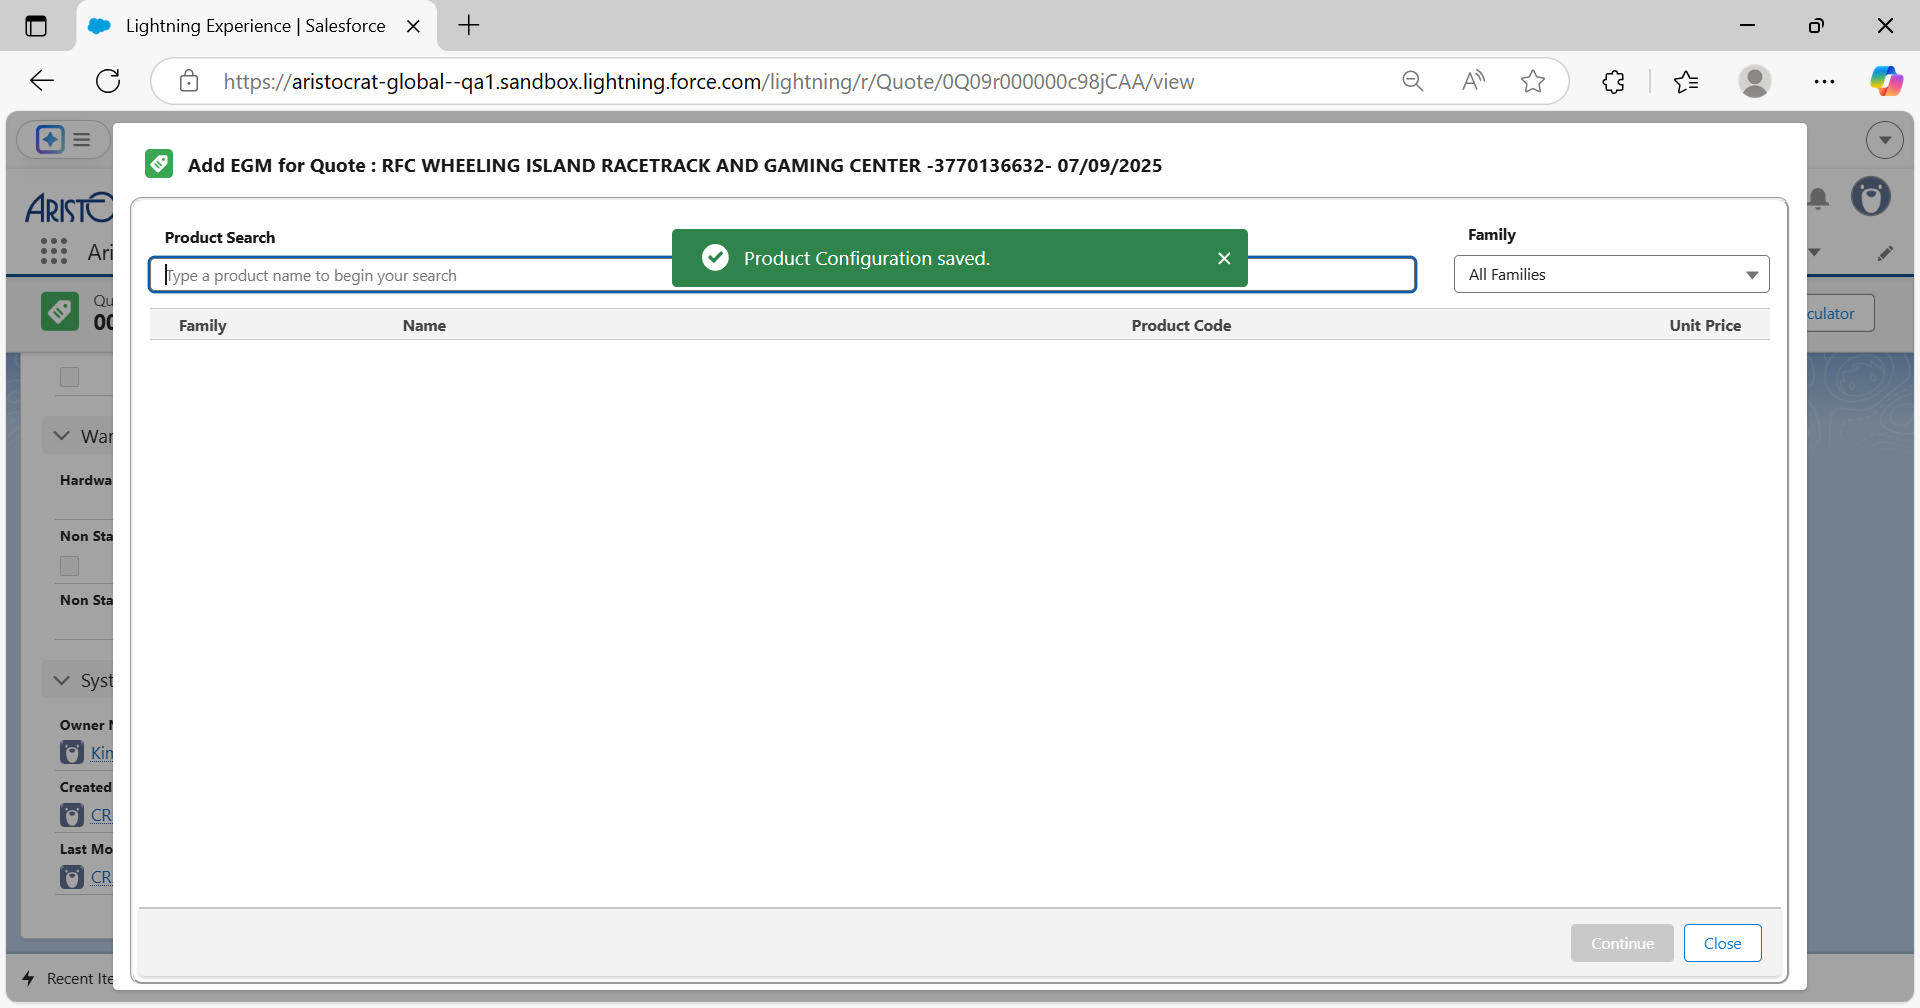 Lightning Experience | Salesforce
https://aristocrat-global--qa1.sandbox.lightning.force.com/lightning/r/Quote/0Q09r000000c98jCAA/view
Add EGM for Quote : RFC WHEELING ISLAND RACETRACK AND GAMING CENTER -3770136632- 07/09/2025
Product Search
Family
Product Configuration saved.
Type a product name to begin your search
All Families
Family Name Product Code Unit Price
ARISTO
Ari
Qu
00
culator
War
Hardwa
Non Sta
Non Sta
Syst
Owner N
Kin
Created
CR
Last Mo
CR
Continue Close
Recent Ite